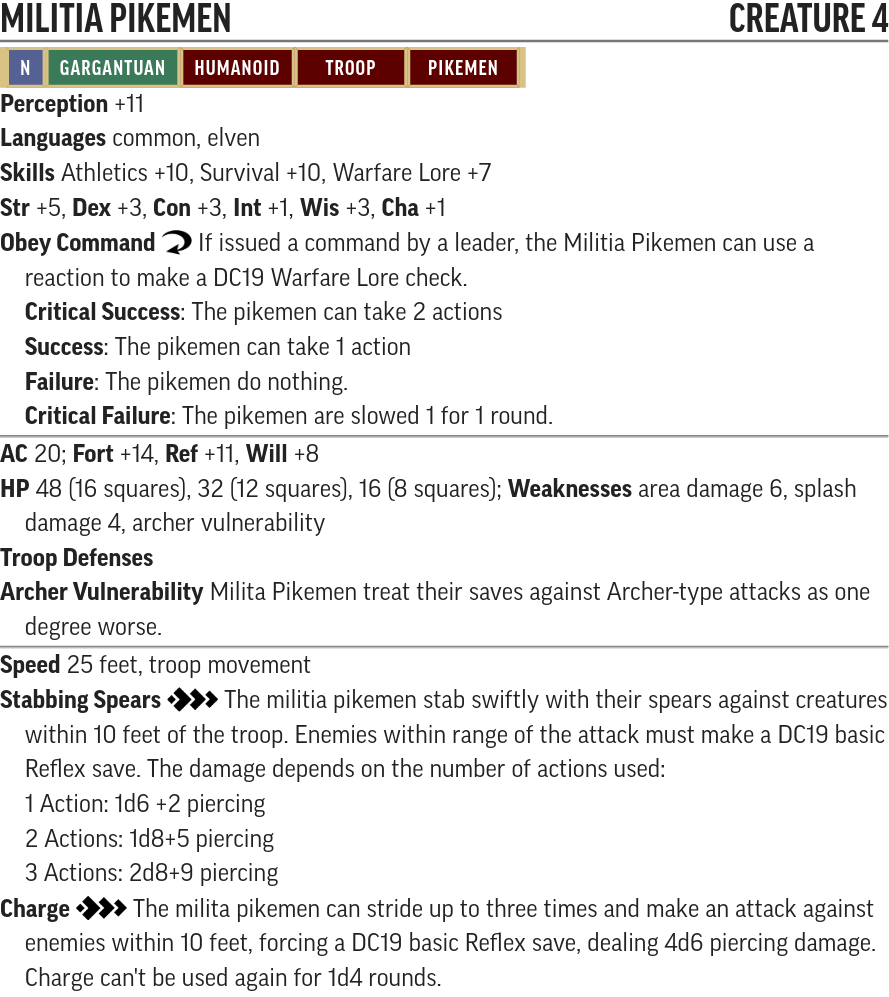 MILITIA PIKEMEN CREATURE 4
N GARGANTUAN HUMANOID TROOP PIKEMEN
Perception +11
Languages common, elven
Skills Athletics +10, Survival +10, Warfare Lore +7
Str +5, Dex +3, Con +3, Int +1, Wis +3, Cha +1
Obey Command If issued a command by a leader, the Militia Pikemen can use a
reaction to make a DC19 Warfare Lore check.
Critical Success: The pikemen can take 2 actions
Success: The pikemen can take 1 action
Failure: The pikemen do nothing.
Critical Failure: The pikemen are slowed 1 for 1 round.
AC 20; Fort +14, Ref +11, Will +8
HP 48 (16 squares), 32 (12 squares), 16 (8 squares); Weaknesses area damage 6, splash
damage 4, archer vulnerability
Troop Defenses
Archer Vulnerability Milita Pikemen treat their saves against Archer-type attacks as one
degree worse.
Speed 25 feet, troop movement
Stabbing Spears The militia pikemen stab swiftly with their spears against creatures
within 10 feet of the troop. Enemies within range of the attack must make a DC19 basic
Reflex save. The damage depends on the number of actions used:
1 Action: 1d6 +2 piercing
2 Actions: 1d8+5 piercing
3 Actions: 2d8+9 piercing
Charge The milita pikemen can stride up to three times and make an attack against
enemies within 10 feet, forcing a DC19 basic Reflex save, dealing 4d6 piercing damage.
Charge can't be used again for 1d4 rounds.